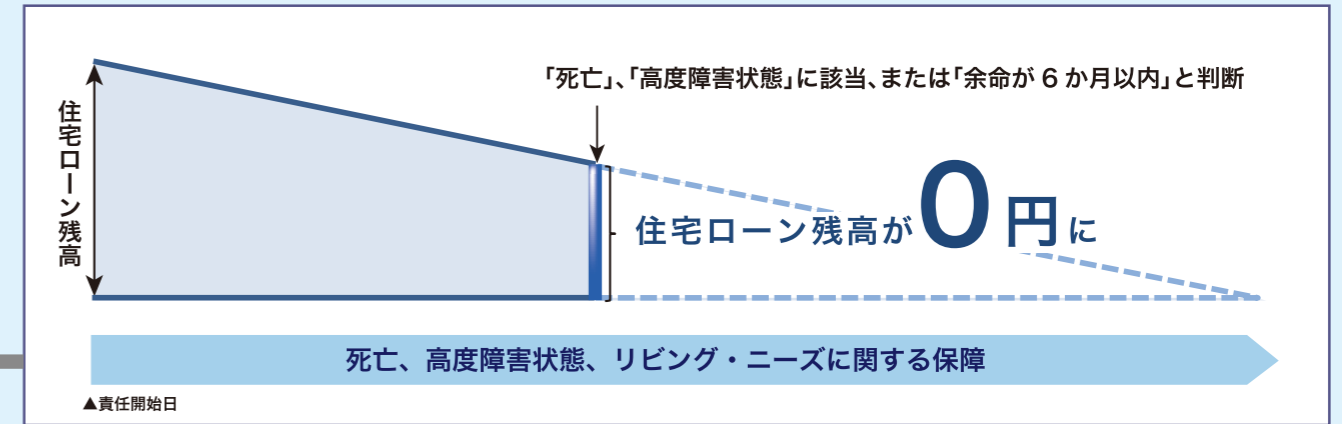 「死亡」、「高度障害状態」に該当、または「余命が 6 か月以内」と判断
住宅ローン残高
住宅ローン残高が0円に
死亡、高度障害状態、リビング・ニーズに関する保障
▲責任開始日